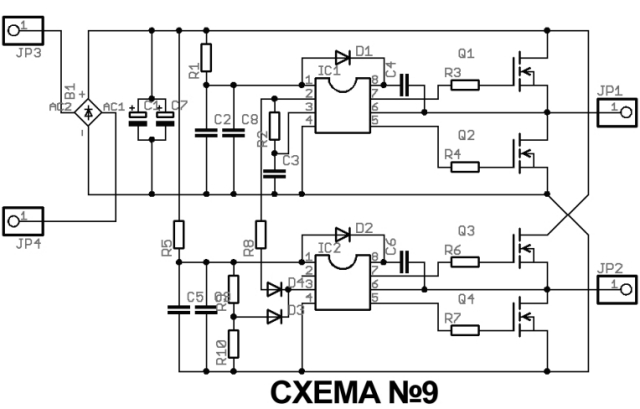 1
JP3
B1
+
AC2
AC1
-
+
C1
+
C7
R1
C2
C8
R2
C3
D1
IC1
1
2
3
4
8
7
6
5
C4
Q1
R3
Q2
R4
JP1
1
1
JP4
R5
C5
R8
R10
D4
D3
D2
IC2
1
2
3
4
8
7
6
5
C6
Q3
R6
Q4
R7
JP2
1
СХЕМА №9